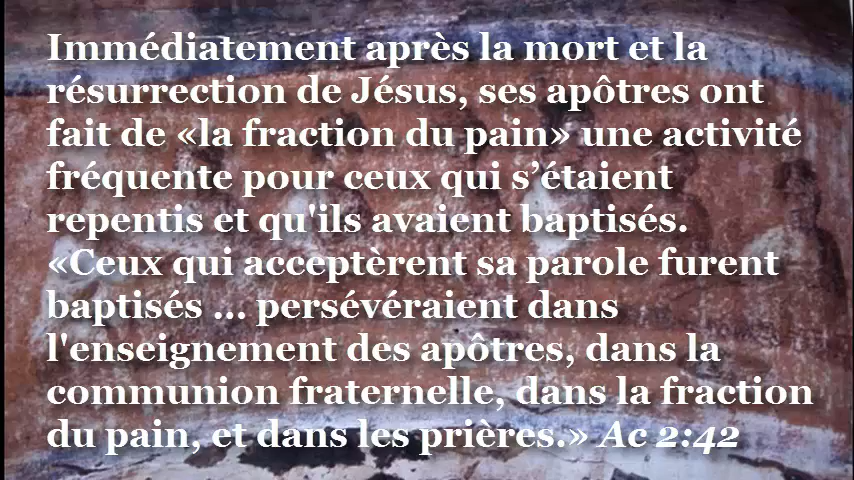 Immédiatement après la mort et la
résurrection de Jésus, ses apôtres ont
fait de «la fraction du pain» une activité
fréquente pour ceux qui s’étaient
repentis et qu'ils avaient baptisés.
«Ceux qui acceptèrent sa parole furent
baptisés ... persévéraient dans
l'enseignement des apôtres, dans la
communion fraternelle, dans la fraction
du pain, et dans les prières.» Ac 2:42